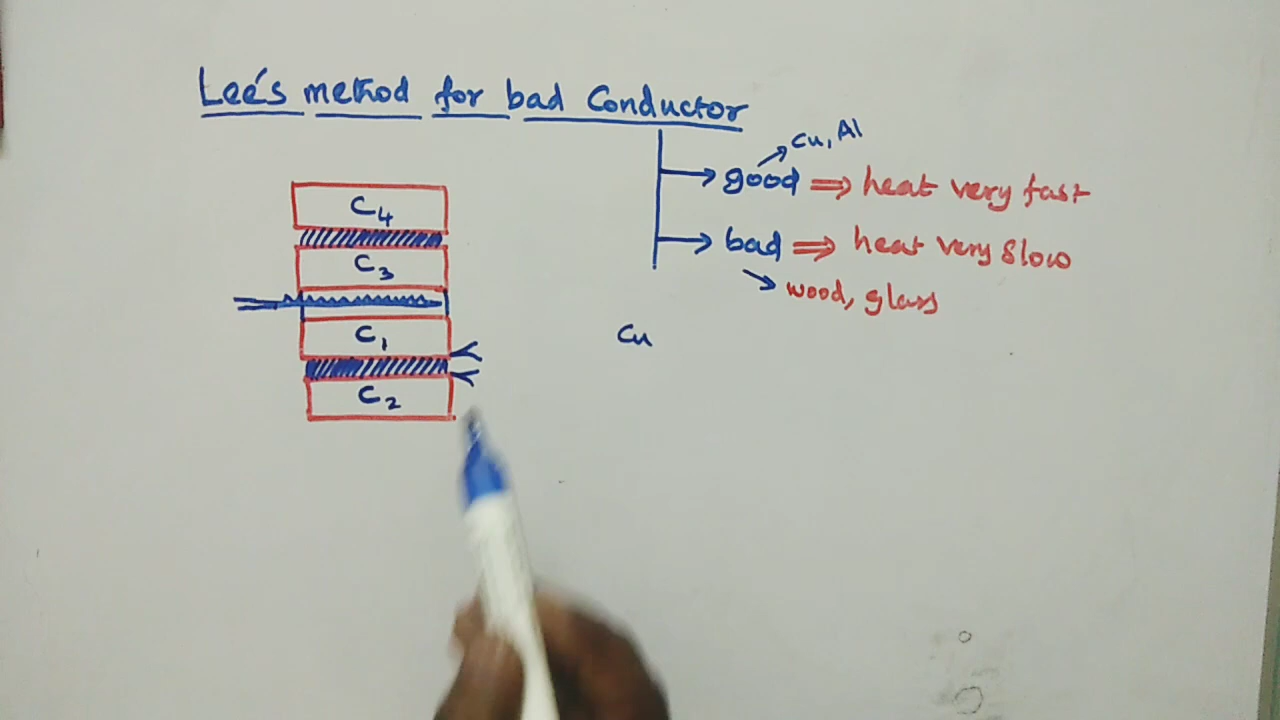 Lee's method for bad Conductor
Cu, Al
good ⇒ heat very fast
bad ⇒ heat very slow
wood, glass
C4
C3
C1
C2
Cu